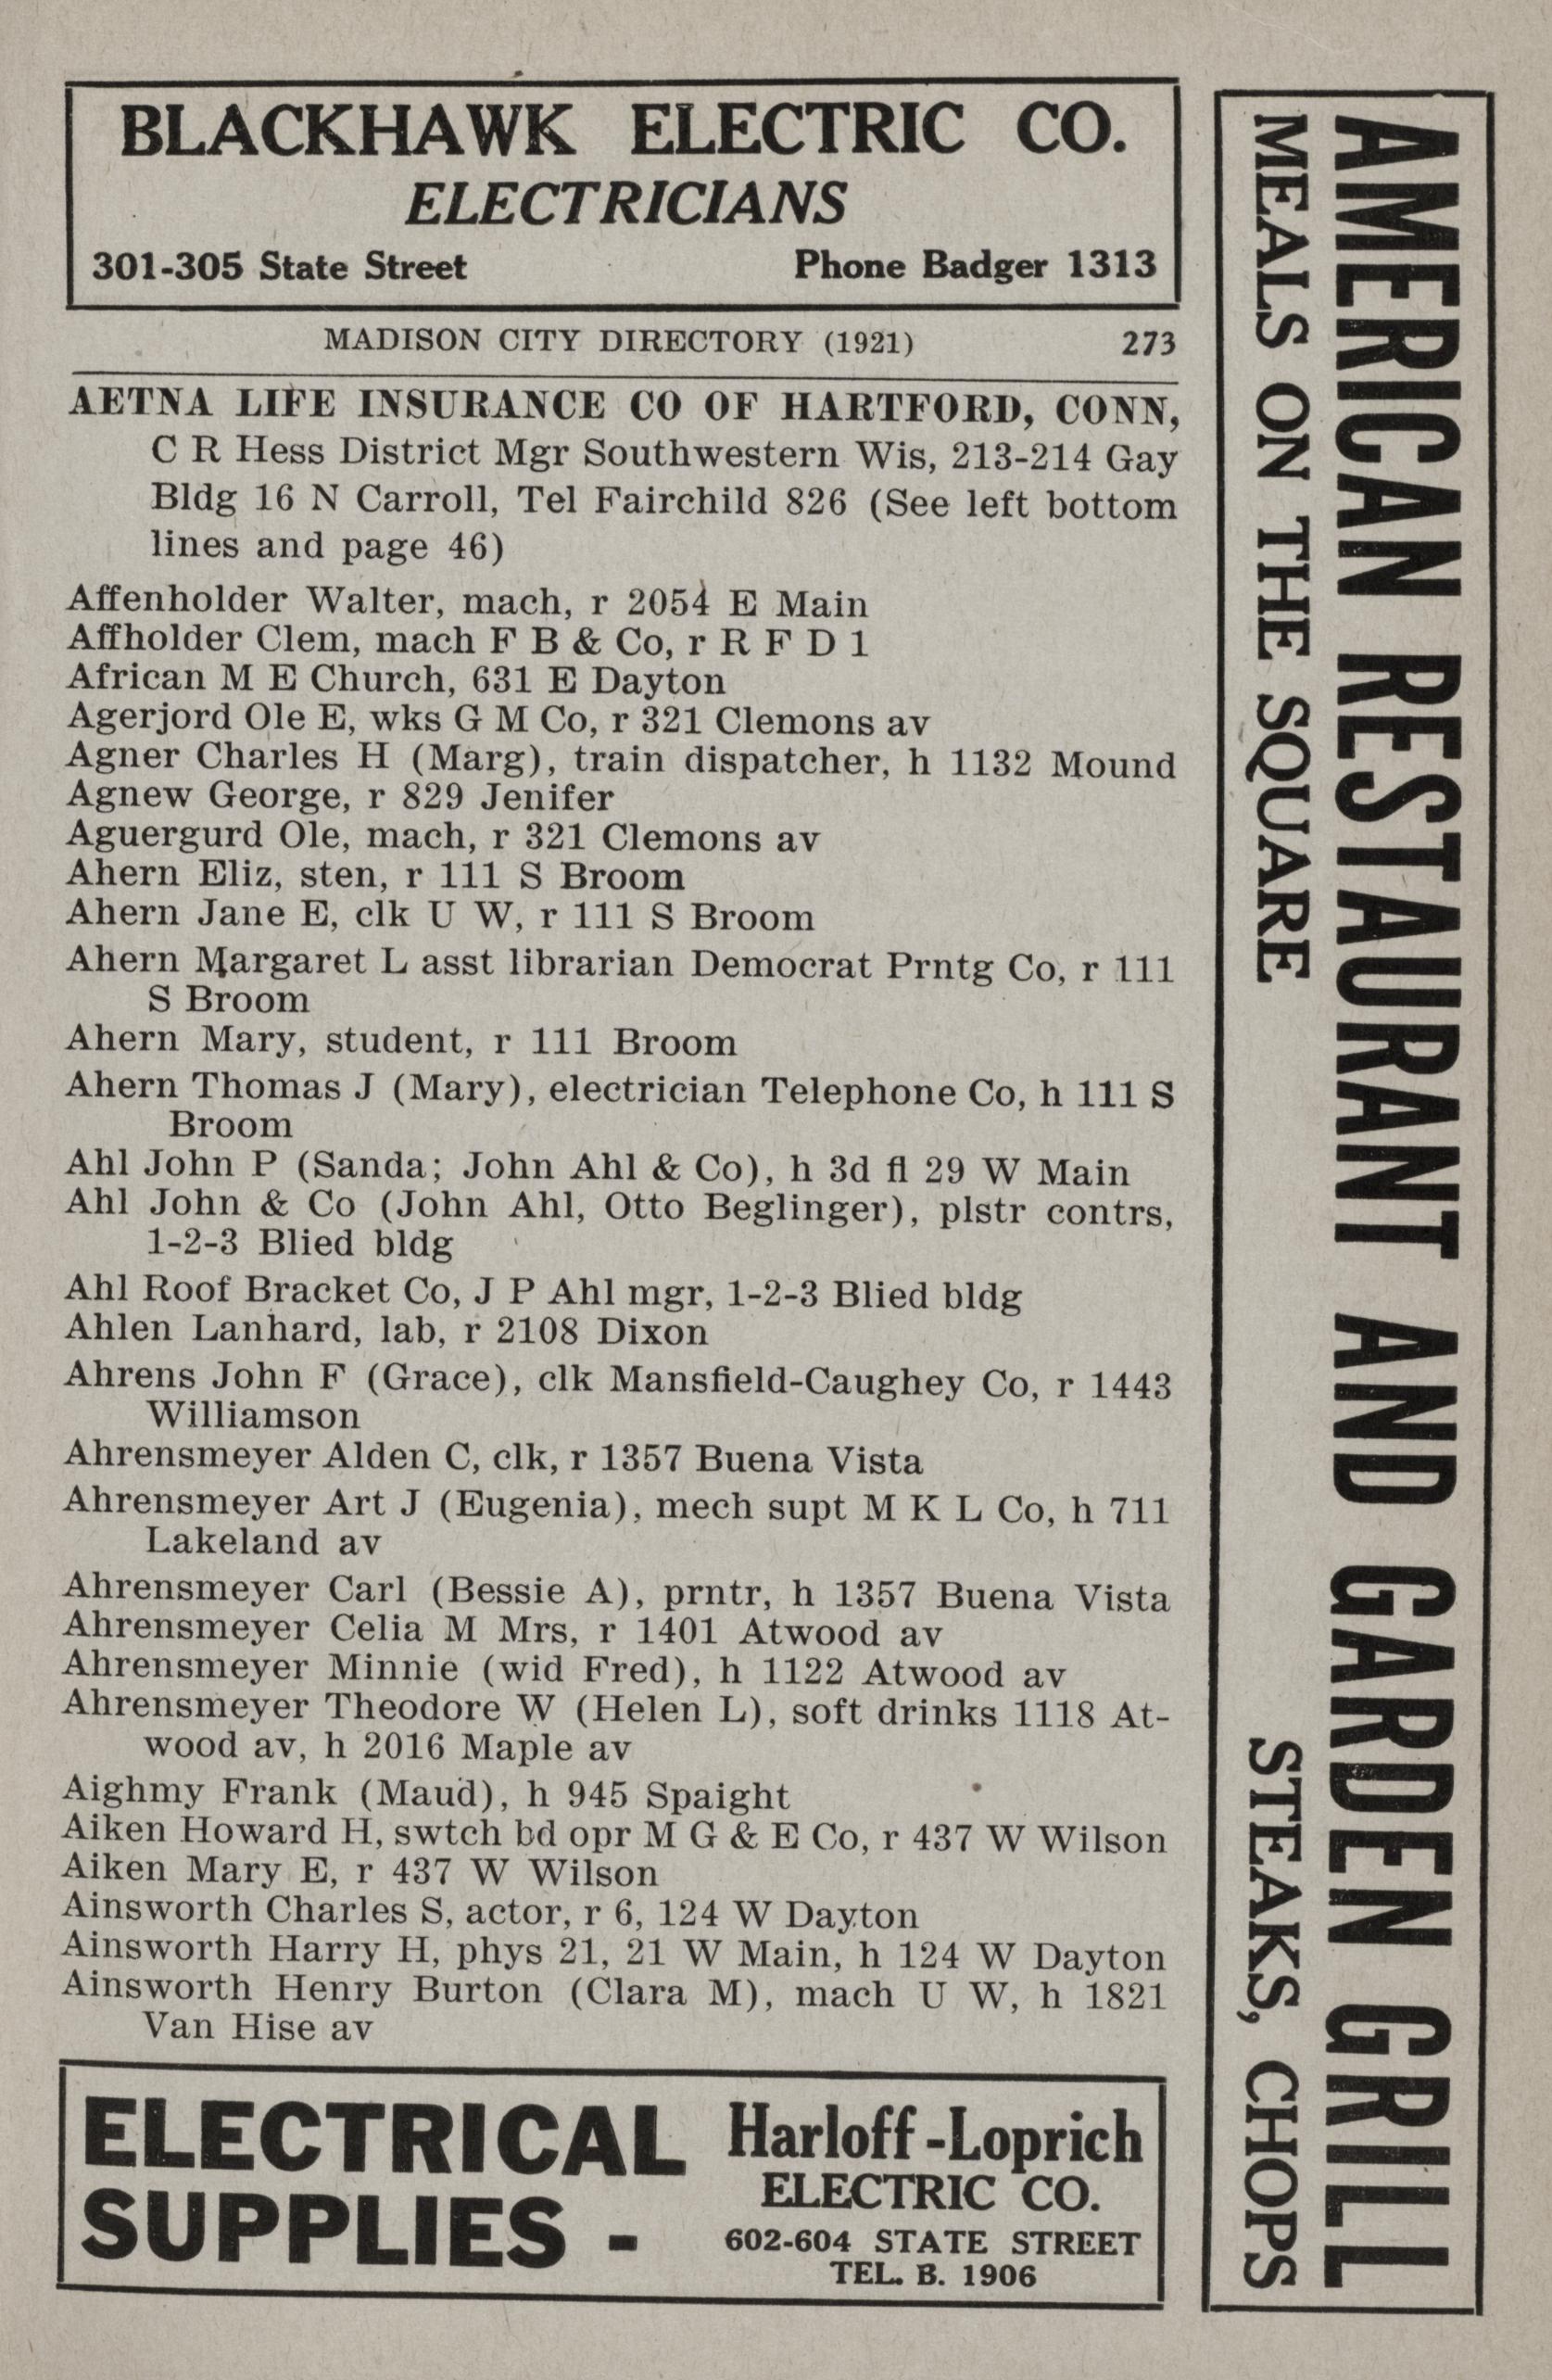 BLACKHAWK ELECTRIC CO.
ELECTRICIANS
301-305 State Street Phone Badger 1313
MADISON CITY DIRECTORY (1921) 273
AETNA LIFE INSURANCE CO OF HARTFORD, CONN,
C R Hess District Mgr Southwestern Wis, 213-214 Gay
Bldg 16 N Carroll, Tel Fairchild 826 (See left bottom
lines and page 46)
Affenholder Walter, mach, r 2054 E Main
Affholder Clem, mach F B & Co, r R F D 1
African M E Church, 631 E Dayton
Agerjord Ole E, wks G M Co, r 321 Clemons av
Agner Charles H (Marg), train dispatcher, h 1132 Mound
Agnew George, r 829 Jenifer
Aguergurd Ole, mach, r 321 Clemons av
Ahern Eliz, sten, r 111 S Broom
Ahern Jane E, clk U W, r 111 S Broom
Ahern Margaret L asst librarian Democrat Prntg Co, r 111
S Broom
Ahern Mary, student, r 111 Broom
Ahern Thomas J (Mary), electrician Telephone Co, h 111 S
Broom
Ahl John P (Sanda; John Ahl & Co), h 3d fl 29 W Main
Ahl John & Co (John Ahl, Otto Beglinger), plstr contrs,
1-2-3 Blied bldg
Ahl Roof Bracket Co, J P Ahl mgr, 1-2-3 Blied bldg
Ahlen Lanhard, lab, r 2108 Dixon
Ahrens John F (Grace), clk Mansfield-Caughey Co, r 1443
Williamson
Ahrensmeyer Alden C, clk, r 1357 Buena Vista
Ahrensmeyer Art J (Eugenia), mech supt M K L Co, h 711
Lakeland av
Ahrensmeyer Carl (Bessie A), prntr, h 1357 Buena Vista
Ahrensmeyer Celia M Mrs, r 1401 Atwood av
Ahrensmeyer Minnie (wid Fred), h 1122 Atwood av
Ahrensmeyer Theodore W (Helen L), soft drinks 1118 At-
wood av, h 2016 Maple av
Aighmy Frank (Maud), h 945 Spaight
Aiken Howard H, swtch bd opr M G & E Co, r 437 W Wilson
Aiken Mary E, r 437 W Wilson
Ainsworth Charles S, actor, r 6, 124 W Dayton
Ainsworth Harry H, phys 21, 21 W Main, h 124 W Dayton
Ainsworth Henry Burton (Clara M), mach U W, h 1821
Van Hise av
ELECTRICAL
SUPPLIES -
Harloff-Loprich
ELECTRIC CO.
602-604 STATE STREET
TEL. B. 1906
AMERICAN RESTAURANT AND GARDEN GRILL
MEALS ON THE SQUARE STEAKS, CHOPS